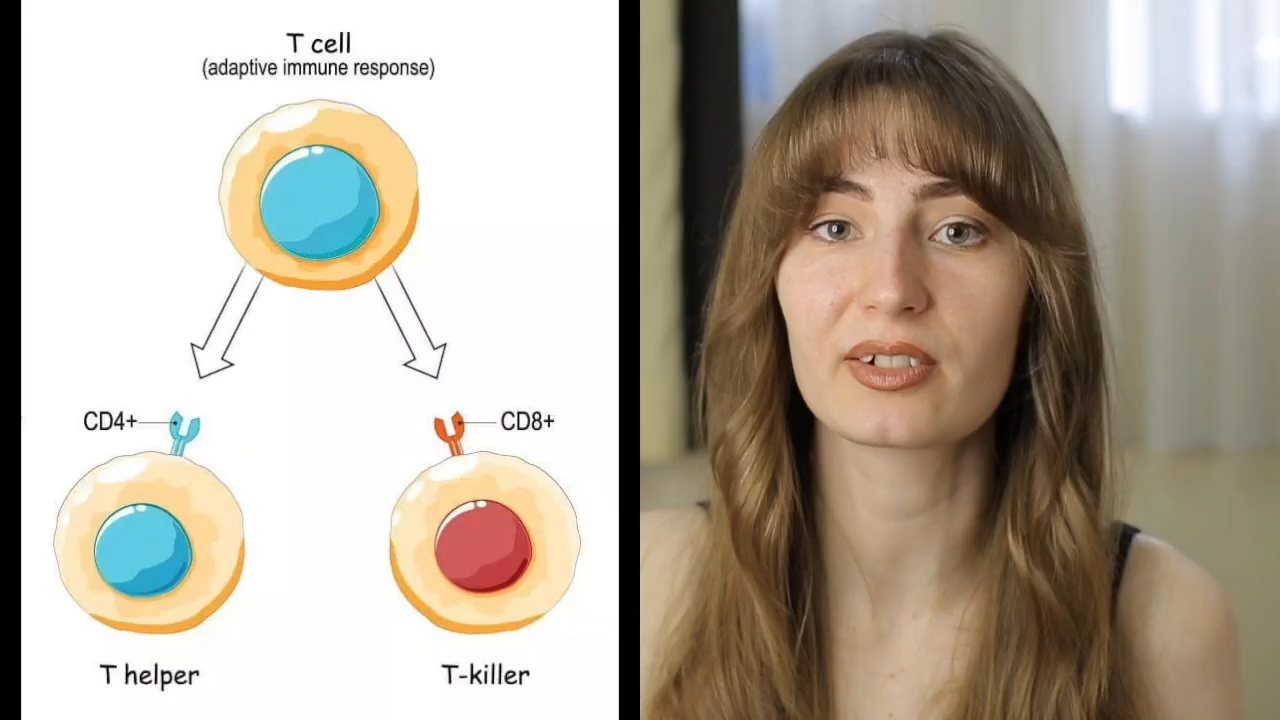 T cell
(adaptive immune response)
CD4+
CD8+
T helper
T-killer